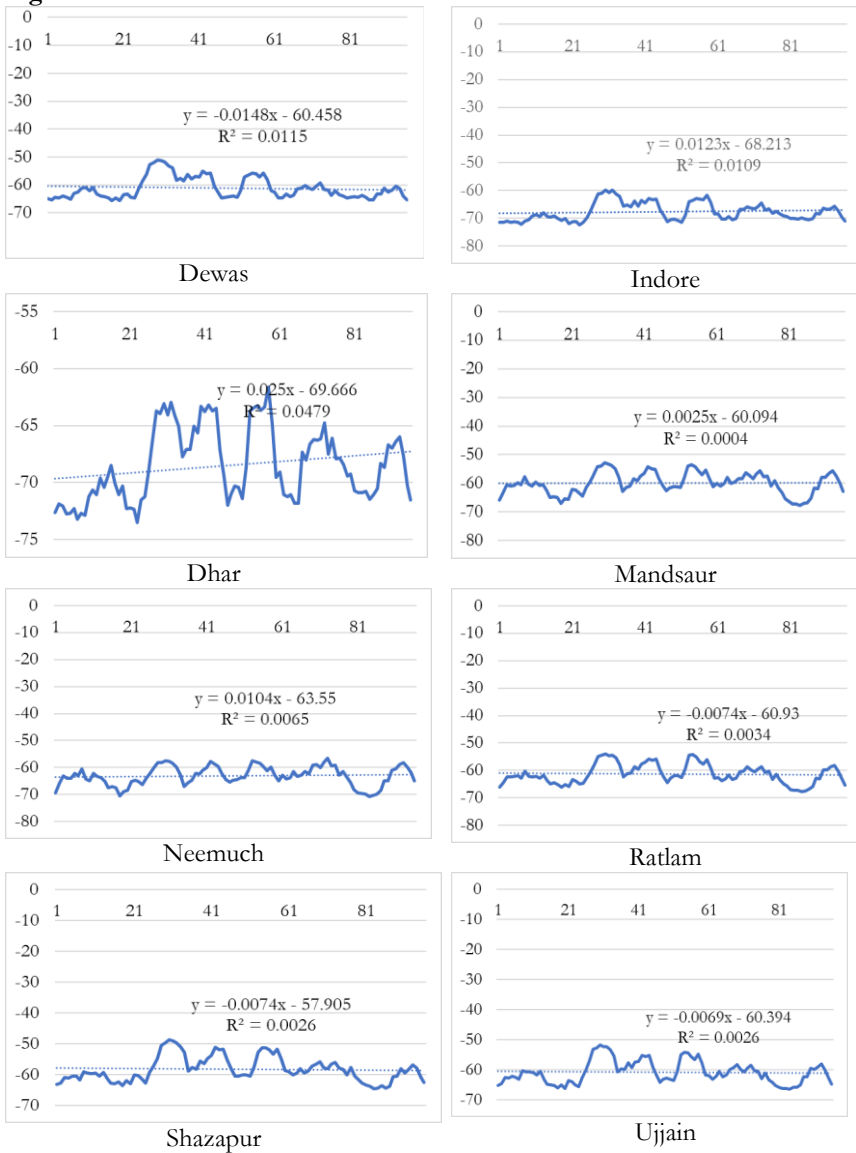 g
0
1 21 41 61 81
-10
-20
-30
y = -0.0148x - 60.458
-40
R² = 0.0115
-50
-60
-70
Dewas
0
1 21 41 61 81
-10
-20
-30
-40
y = 0.0123x - 68.213
-50
R² = 0.0109
-60
-70
-80
Indore
-55
1 21 41 61 81
-60
y = 0.025x - 69.666
R² = 0.0479
-65
-70
-75
Dhar
0
1 21 41 61 81
-10
-20
-30
y = 0.0025x - 60.094
-40
R² = 0.0004
-50
-60
-70
-80
Mandsaur
0
1 21 41 61 81
-10
-20
-30
y = 0.0104x - 63.55
-40
R² = 0.0065
-50
-60
-70
-80
Neemuch
0
1 21 41 61 81
-10
-20
-30
y = -0.0074x - 60.93
-40
R² = 0.0034
-50
-60
-70
-80
Ratlam
0
1 21 41 61 81
-10
-20
-30
y = -0.0074x - 57.905
-40
R² = 0.0026
-50
-60
-70
Shazapur
0
1 21 41 61 81
-10
-20
-30
-40
y = -0.0069x - 60.394
R² = 0.0026
-50
-60
-70
Ujjain